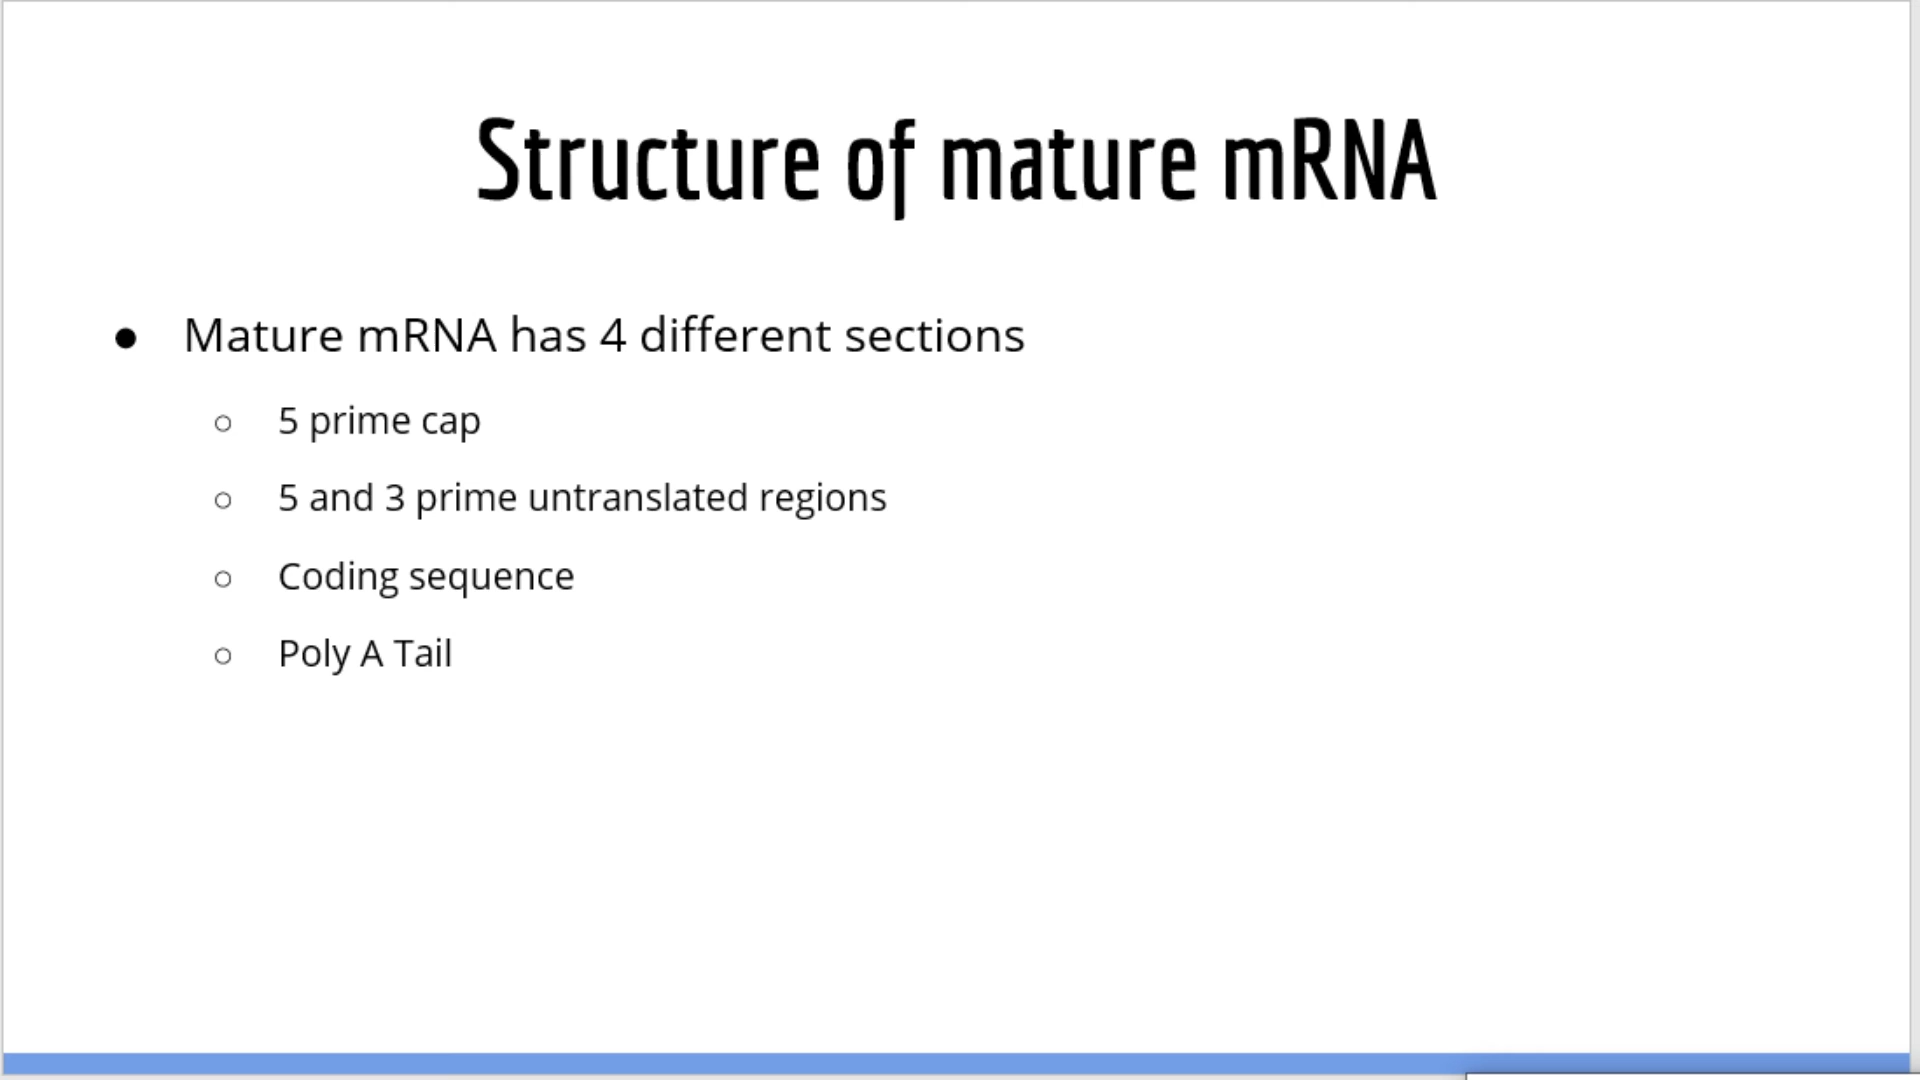 Structure of mature mRNA
● Mature mRNA has 4 different sections
○ 5 prime cap
○ 5 and 3 prime untranslated regions
○ Coding sequence
○ Poly A Tail